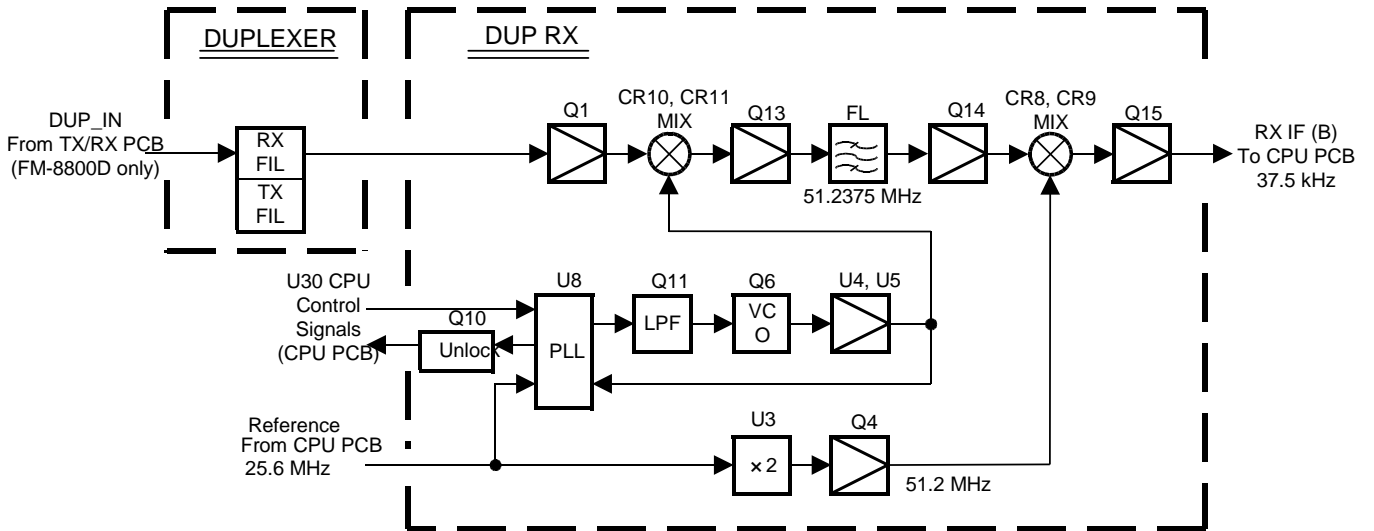 DUPLEXER
DUP RX
DUP_IN
From TX/RX PCB
(FM-8800D only)
RX
FIL
TX
FIL
Q1
CR10, CR11
MIX
Q13
FL
51.2375 MHz
Q14
CR8, CR9
MIX
Q15
RX IF (B)
To CPU PCB
37.5 kHz
U30 CPU
Control
Signals
(CPU PCB)
Q10
Unlock
U8
PLL
Q11
LPF
Q6
VC
O
U4, U5
Reference
From CPU PCB
25.6 MHz
U3
×2
Q4
51.2 MHz